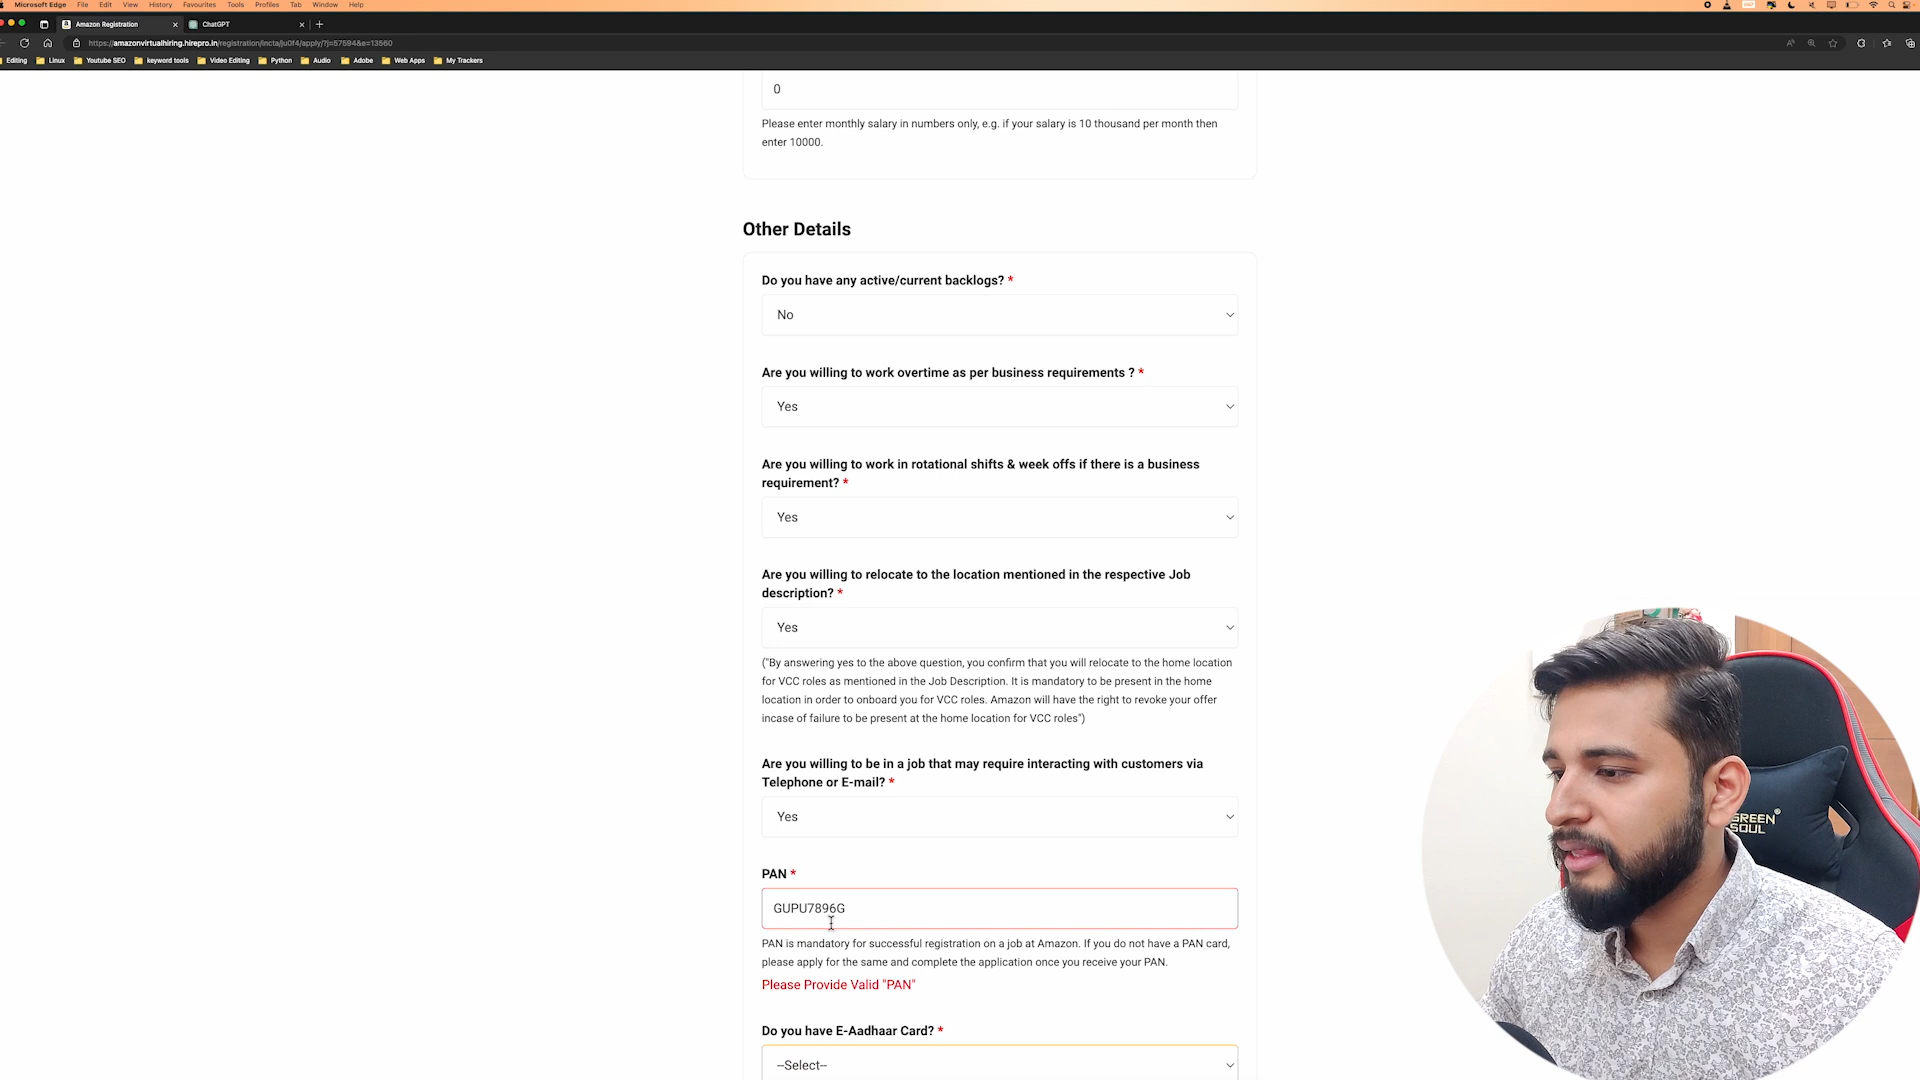 Microsoft Edge File Edit View History Favourites Tools Profiles Tab Window Help
Amazon Registration ChatGPT
https://amazonvirtualhiring.hirepro.in/registration/incta/ju0f4/apply/?j=57594&e=13560
Editing Linux Youtube SEO keyword tools Video Editing Python Audio Adobe Web Apps My Trackers
0
Please enter monthly salary in numbers only, e.g. if your salary is 10 thousand per month then
enter 10000.
Other Details
Do you have any active/current backlogs? *
No
Are you willing to work overtime as per business requirements ? *
Yes
Are you willing to work in rotational shifts & week offs if there is a business
requirement? *
Yes
Are you willing to relocate to the location mentioned in the respective Job
description? *
Yes
("By answering yes to the above question, you confirm that you will relocate to the home location
for VCC roles as mentioned in the Job Description. It is mandatory to be present in the home
location in order to onboard you for VCC roles. Amazon will have the right to revoke your offer
incase of failure to be present at the home location for VCC roles")
Are you willing to be in a job that may require interacting with customers via
Telephone or E-mail? *
Yes
PAN *
GUPU7896G
PAN is mandatory for successful registration on a job at Amazon. If you do not have a PAN card,
please apply for the same and complete the application once you receive your PAN.
Please Provide Valid "PAN"
Do you have E-Aadhaar Card? *
--Select--
GREEN
SOUL